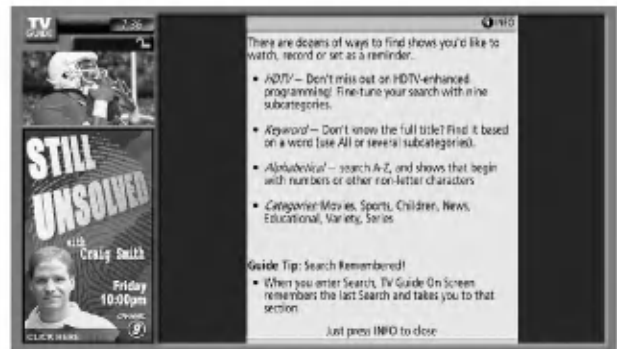 TV
GUIDE
7:36
INFO
There are dozens of ways to find shows you'd like to
watch, record or set as a reminder.
• HDTV – Don't miss out on HDTV-enhanced
programming! Fine-tune your search with nine
subcategories.
• Keyword – Don't know the full title? Find it based
on a word (use All or several subcategories).
• Alphabetical – search A-Z, and shows that begin
with numbers or other non-letter characters
• Categories: Movies, Sports, Children, News,
Educational, Variety, Series
Guide Tip: Search Remembered!
• When you enter Search, TV Guide On Screen
remembers the last Search and takes you to that
section
Just press INFO to close
STILL
UNSOLVED
with
Craig Smith
Friday
10:00pm
9
CLICK HERE